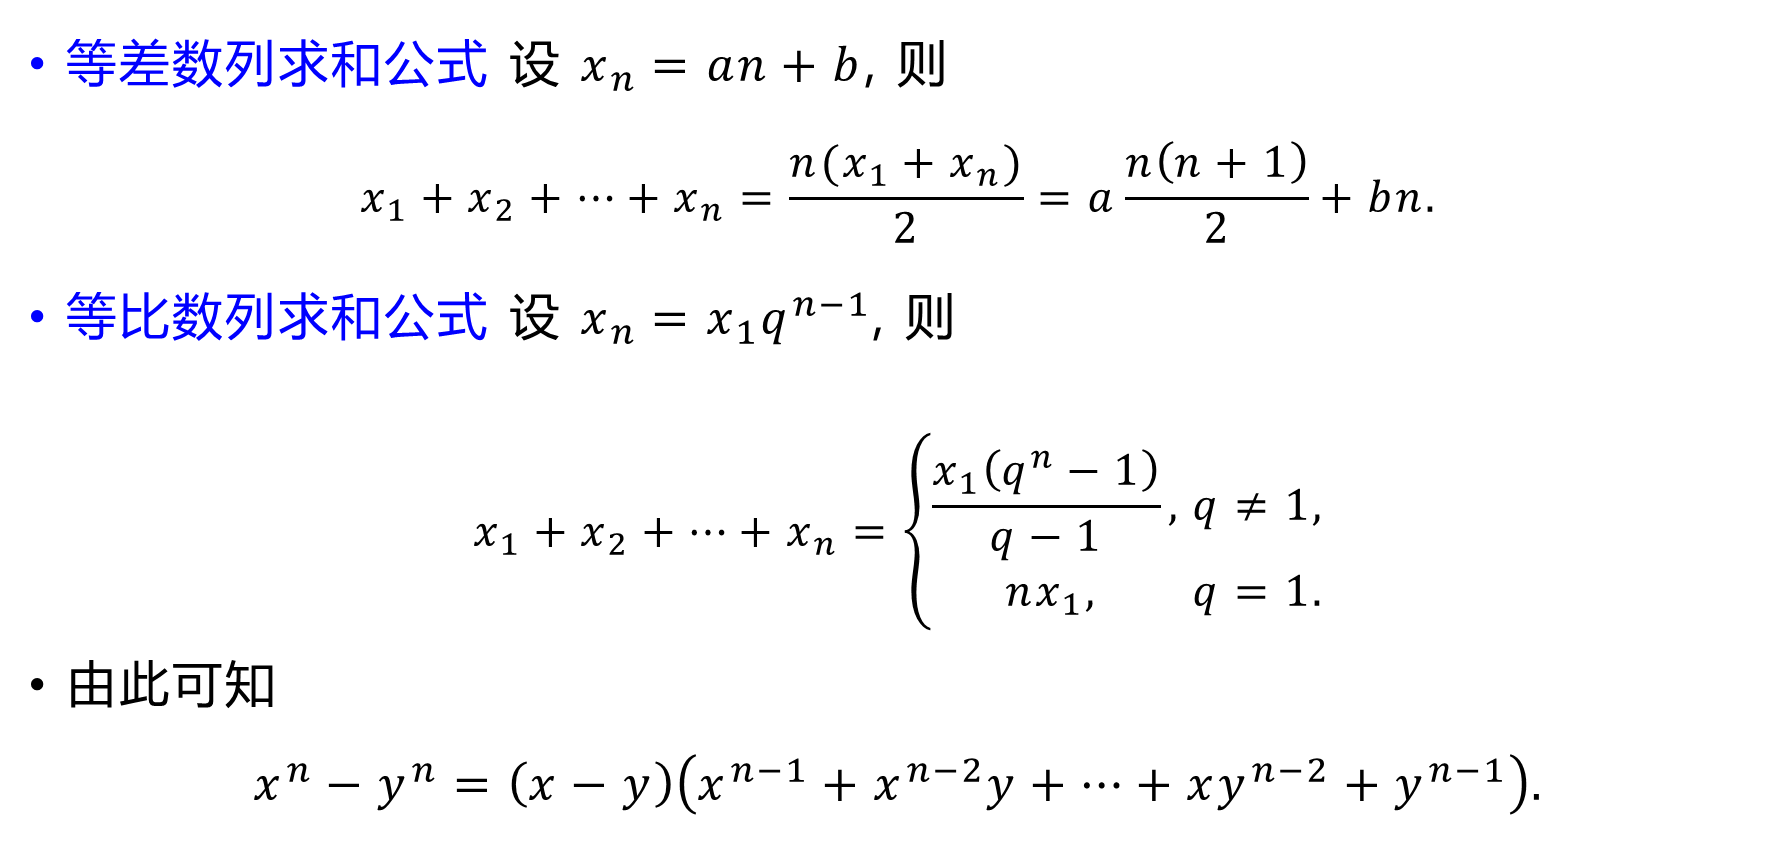 • 等差数列求和公式 设 xₙ = an + b, 则
x₁ + x₂ + ⋯ + xₙ = n(x₁ + xₙ)/2 = a n(n + 1)/2 + bn.
• 等比数列求和公式 设 xₙ = x₁qⁿ⁻¹, 则
x₁ + x₂ + ⋯ + xₙ = { x₁(qⁿ − 1)/(q − 1), q ≠ 1,
nx₁, q = 1.
• 由此可知
xⁿ − yⁿ = (x − y)(xⁿ⁻¹ + xⁿ⁻²y + ⋯ + xyⁿ⁻² + yⁿ⁻¹).